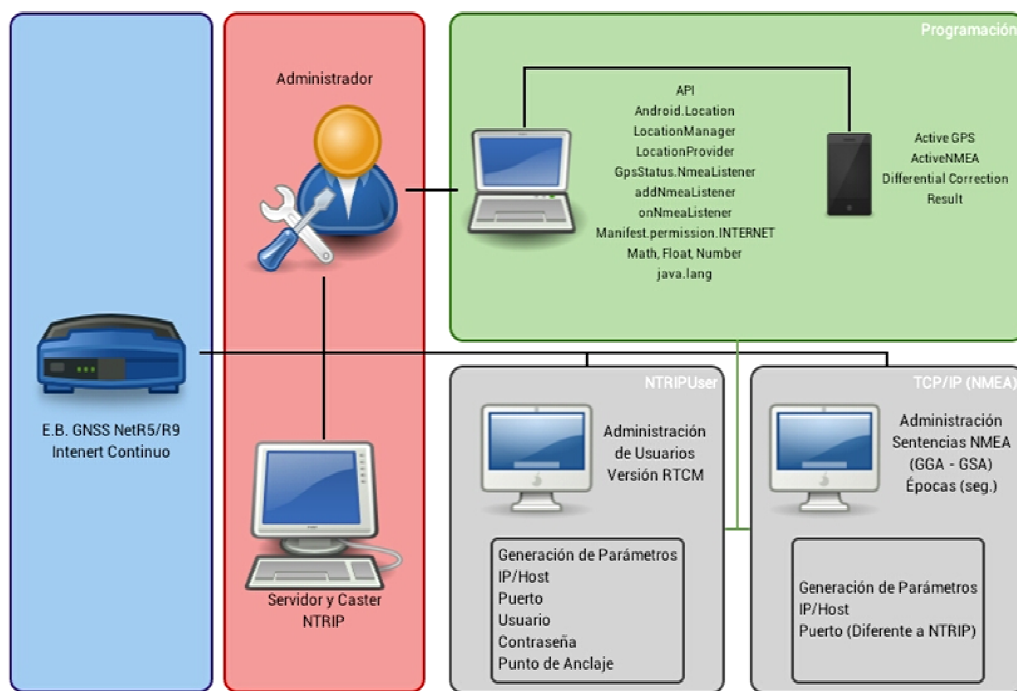 Programación
Administrador
API
Android.Location
LocationManager
LocationProvider
GpsStatus.NmeaListener
addNmeaListener
onNmeaListener
Manifest.permission.INTERNET
Math, Float, Number
java.lang
Active GPS
ActiveNMEA
Differential Correction
Result
E.B. GNSS NetR5/R9
Intenert Continuo
Servidor y Caster
NTRIP
NTRIPUser
Administración
de Usuarios
Versión RTCM
Generación de Parámetros
IP/Host
Puerto
Usuario
Contraseña
Punto de Anclaje
TCP/IP (NMEA)
Administración
Sentencias NMEA
(GGA - GSA)
Épocas (seg.)
Generación de Parámetros
IP/Host
Puerto (Diferente a NTRIP)